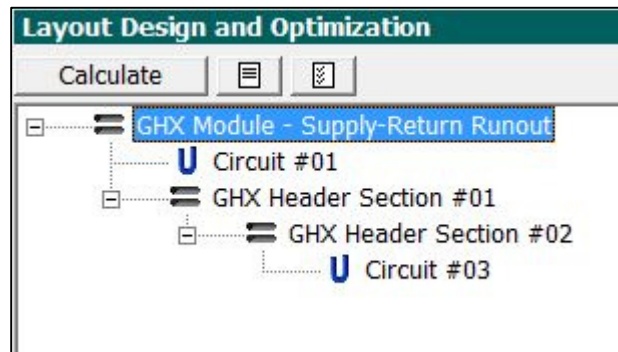 Layout Design and Optimization
Calculate
GHX Module - Supply-Return Runout
Circuit #01
GHX Header Section #01
GHX Header Section #02
Circuit #03